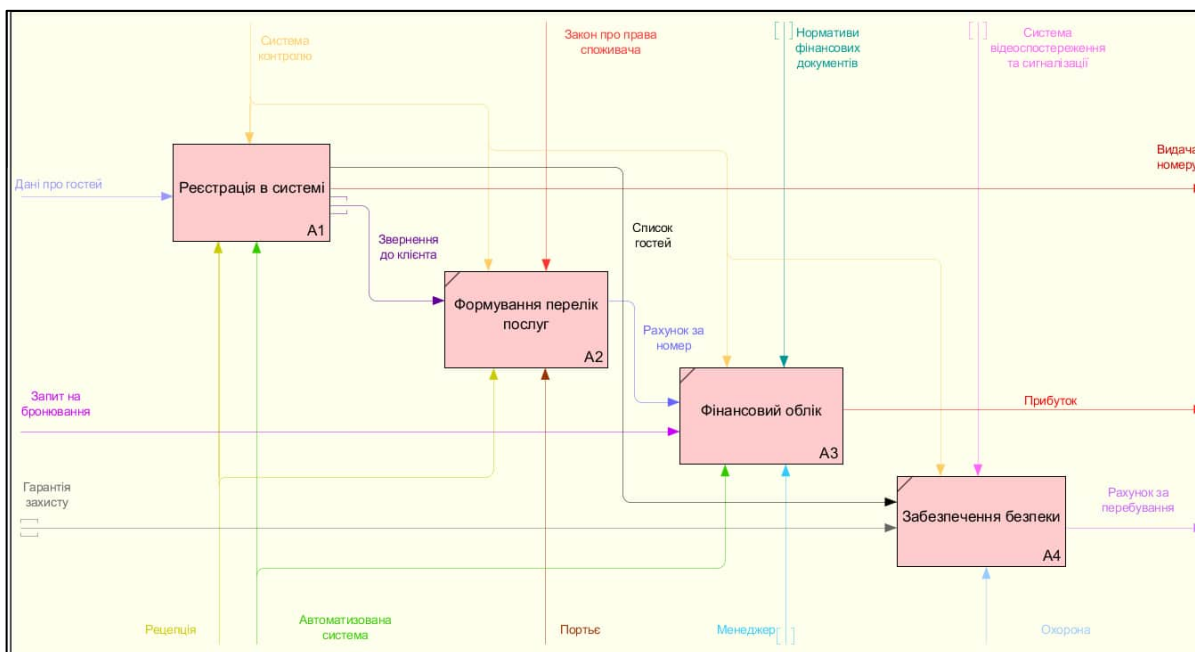 Система
контролю
Закон про права
споживача
Нормативи
фінансових
документів
Система
відеоспостереження
та сигналізації
Видача
номеру
Дані про гостей
Реєстрація в системі
A1
Звернення
до клієнта
Список
гостей
Формування перелік
послуг
A2
Рахунок за
номер
Запит на
бронювання
Фінансовий облік
A3
Прибуток
Гарантія
захисту
Забезпечення безпеки
A4
Рахунок за
перебування
Рецепція
Автоматизована
система
Портьє
Менеджер
Охорона